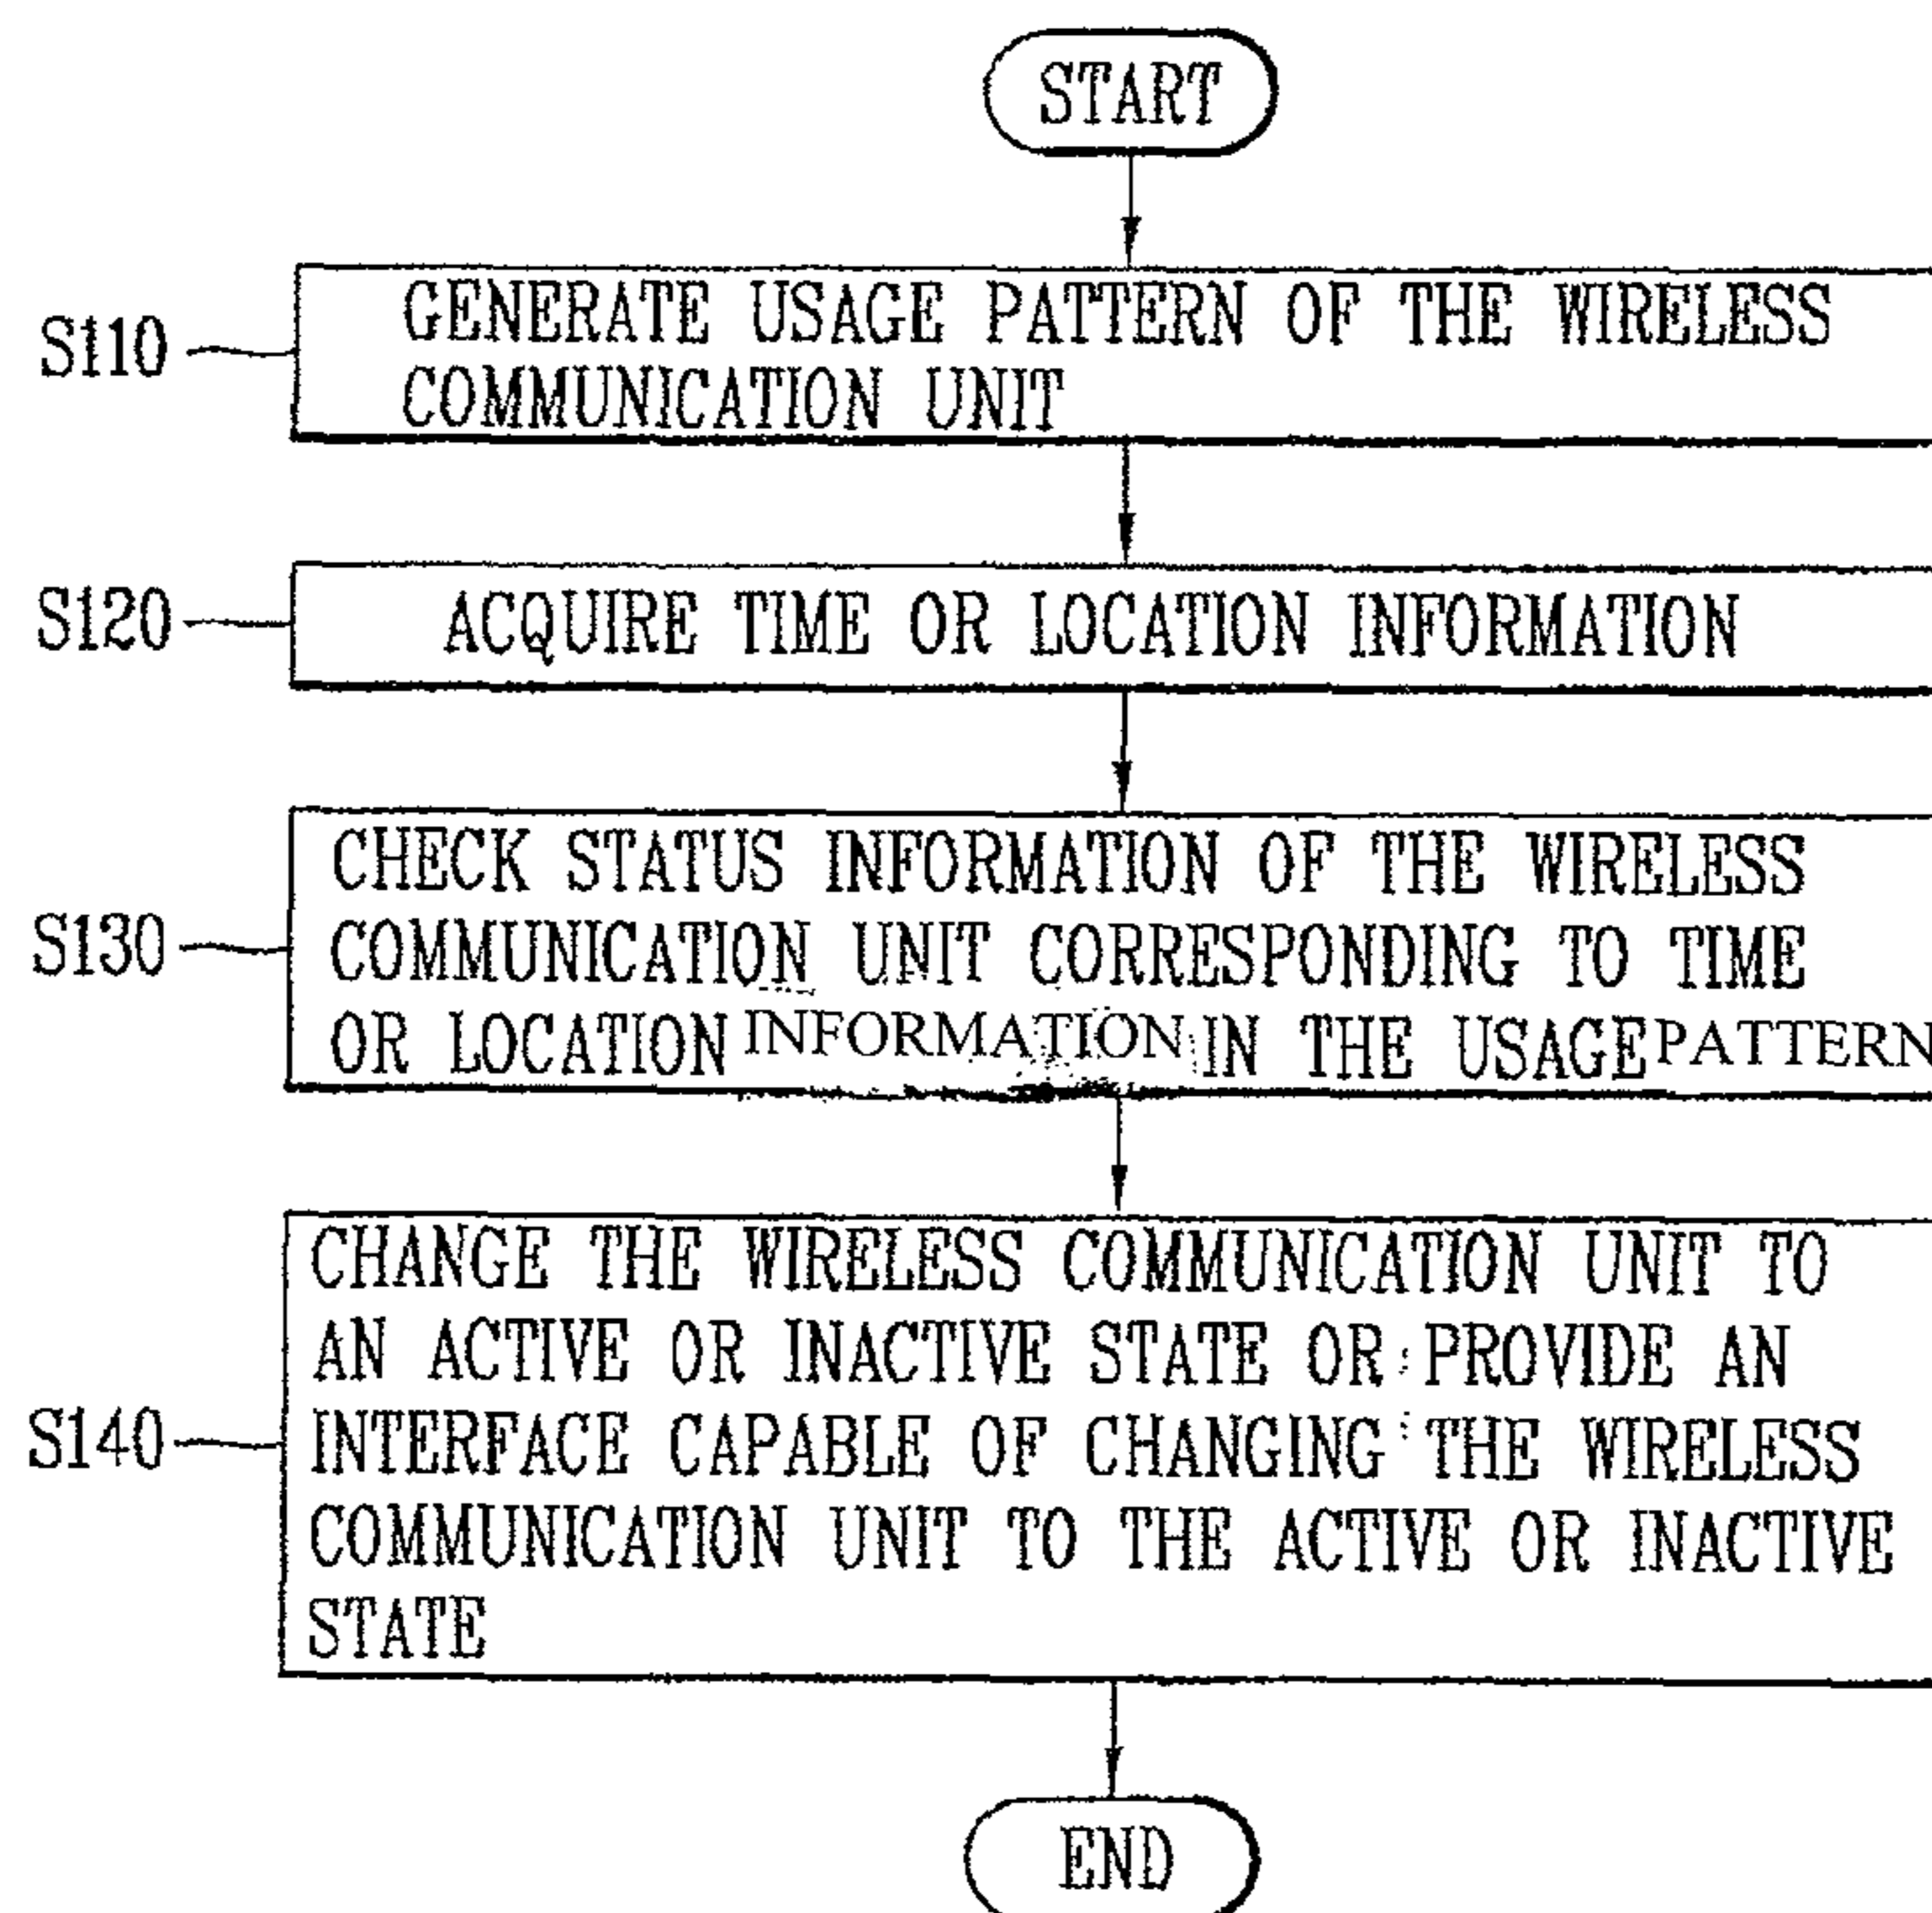 START
S110
GENERATE USAGE PATTERN OF THE WIRELESS
COMMUNICATION UNIT
S120
ACQUIRE TIME OR LOCATION INFORMATION
S130
CHECK STATUS INFORMATION OF THE WIRELESS
COMMUNICATION UNIT CORRESPONDING TO TIME
OR LOCATION INFORMATION IN THE USAGE PATTERN
S140
CHANGE THE WIRELESS COMMUNICATION UNIT TO
AN ACTIVE OR INACTIVE STATE OR PROVIDE AN
INTERFACE CAPABLE OF CHANGING THE WIRELESS
COMMUNICATION UNIT TO THE ACTIVE OR INACTIVE
STATE
END